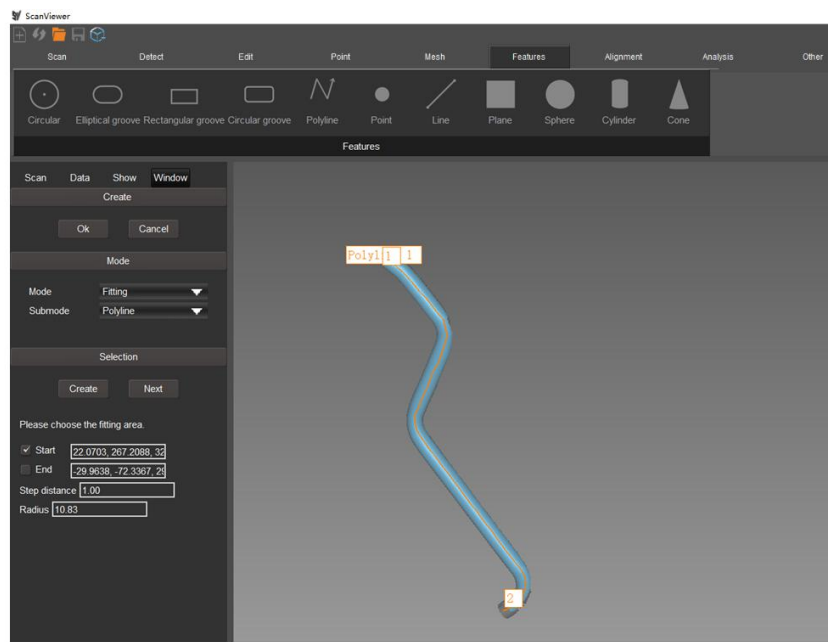 ScanViewer
Scan Detect Edit Point Mesh Features Alignment Analysis Other
Circular Elliptical groove Rectangular groove Circular groove Polyline Point Line Plane Sphere Cylinder Cone
Features
Scan Data Show Window
Create
Ok Cancel
Mode
Mode Fitting
Submode Polyline
Selection
Create Next
Please choose the fitting area.
Start 22.0703, 267.2088, 32
End -29.9638, -72.3367, 29
Step distance 1.00
Radius 10.83
Polyl 1 1
2